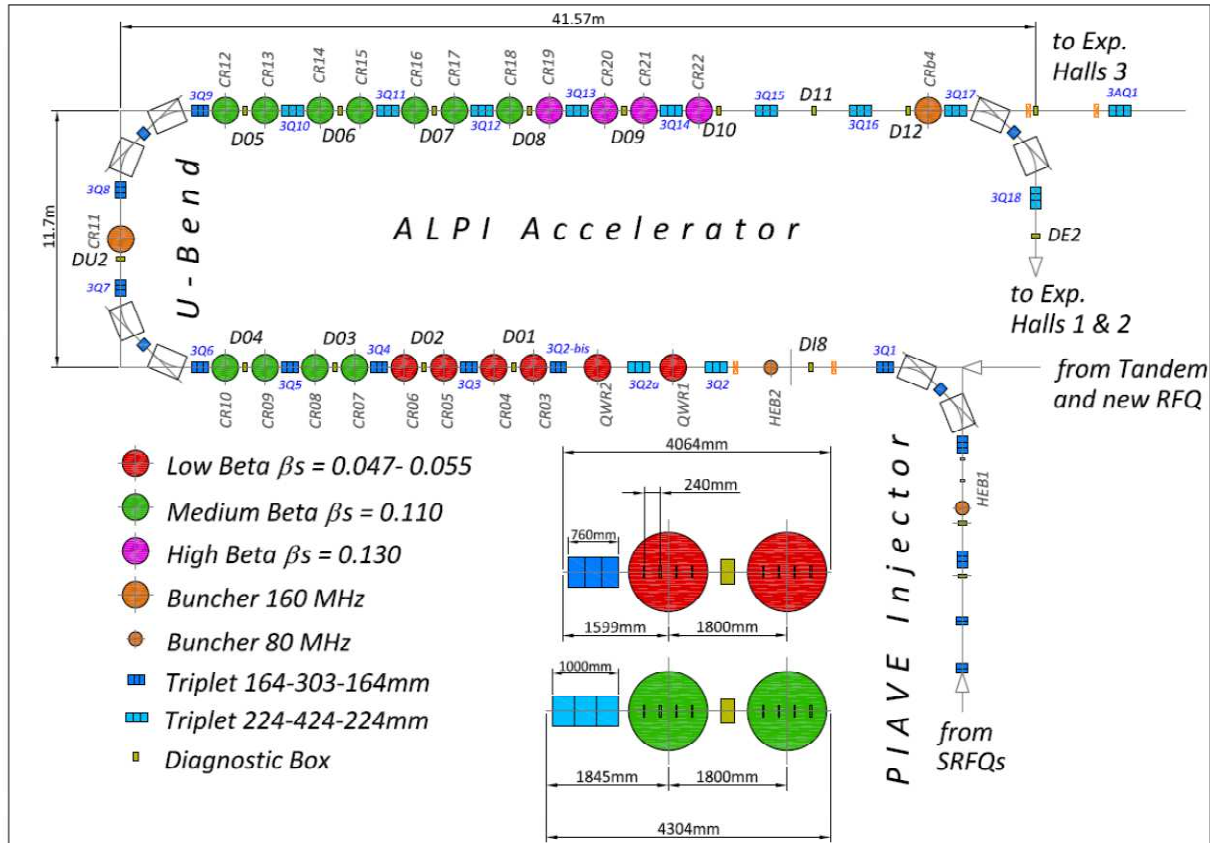 41.57m
to Exp.
Halls 3
CR12
CR13
CR14
CR15
CR16
CR17
CR18
CR19
CR20
CR21
CR22
CRb4
3Q9
3Q11
3Q13
3Q15
D11
3Q17
3AQ1
3Q10
3Q12
3Q14
3Q16
D05
D06
D07
D08
D09
D10
D12
3Q8
3Q18
CR11
11.7m
U-Bend
ALPI Accelerator
DU2
DE2
3Q7
to Exp.
Halls 1 & 2
D04
D03
D02
D01
DI8
3Q6
3Q4
3Q2-bis
3Q1
3Q5
3Q3
3Q2a
3Q2
from Tandem
and new RFQ
CR10
CR09
CR08
CR07
CR06
CR05
CR04
CR03
QWR2
QWR1
HEB2
HEB1
PIAVE Injector
from
SRFQs
Low Beta βs = 0.047- 0.055
Medium Beta βs = 0.110
High Beta βs = 0.130
Buncher 160 MHz
Buncher 80 MHz
Triplet 164-303-164mm
Triplet 224-424-224mm
Diagnostic Box
4064mm
240mm
760mm
1599mm
1800mm
1000mm
1845mm
1800mm
4304mm